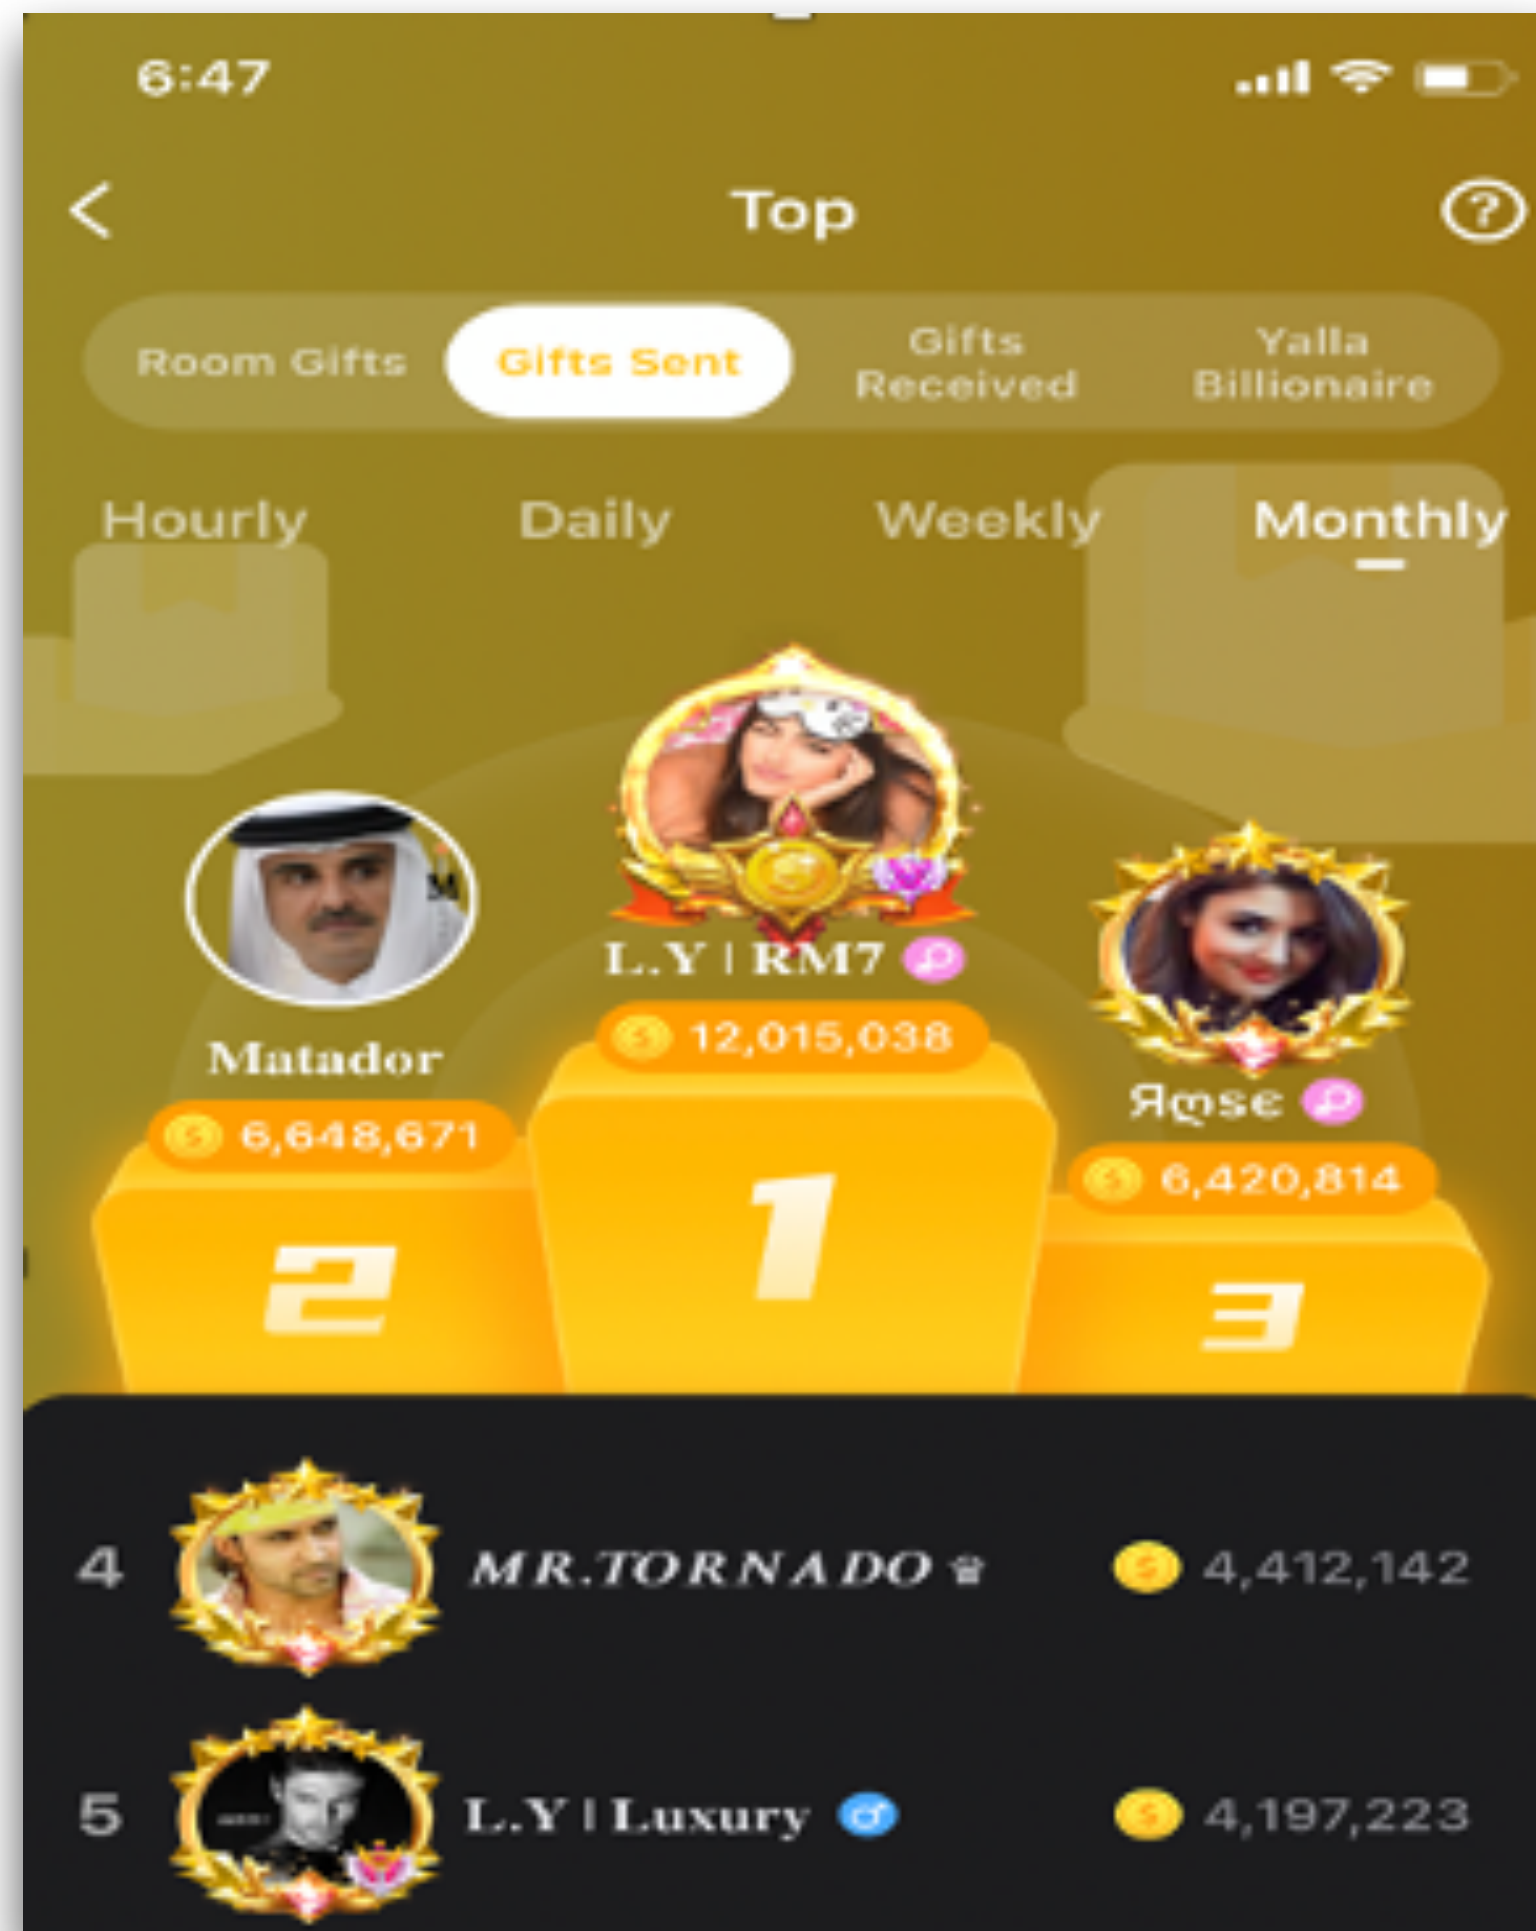 6:47
Top
Room Gifts
Gifts Sent
Gifts
Received
Yalla
Billionaire
Hourly
Daily
Weekly
Monthly
L.Y | RM7
12,015,038
Matador
6,648,671
Яღsε
6,420,814
1
2
3
4
MR.TORNADO ♛
4,412,142
5
L.Y | Luxury
4,197,223